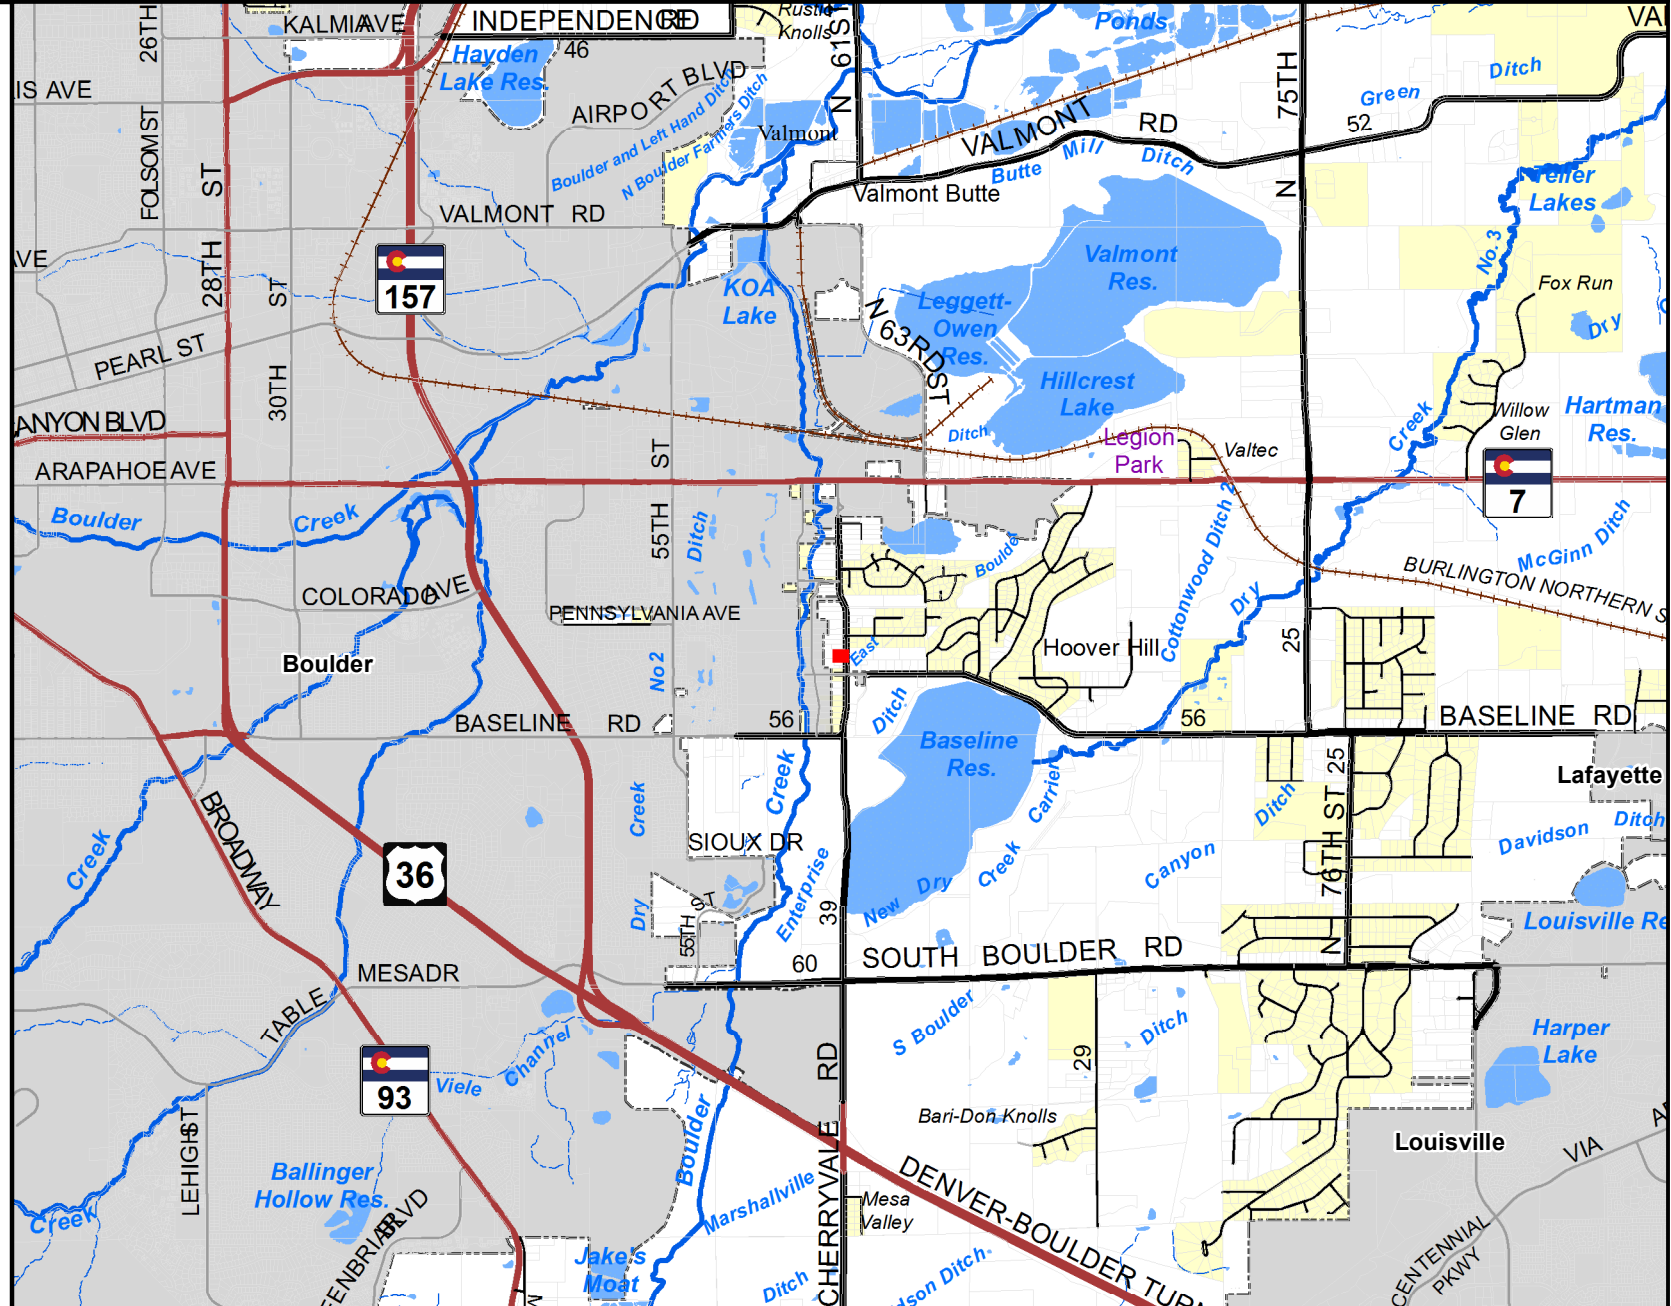 KALMIA AVE
INDEPENDENCE RD
Rustic
Knolls
Ponds
26TH
46
Hayden
Lake Res.
N 61ST
75TH
N
Ditch
Green
52
AIRPORT BLVD
Boulder and Left Hand Ditch
N Boulder Farmers Ditch
Valmont
VALMONT RD
Butte Mill Ditch
Valmont Butte
FOLSOM ST
28TH ST
VALMONT RD
Teller
Lakes
157
KOA
Lake
Valmont
Res.
Leggett-
Owen
Res.
N 63RD ST
No. 3
Fox Run
Dry
PEARL ST
30TH ST
Hillcrest
Lake
Creek
Willow
Glen
Hartman
Res.
ARAPAHOE AVE
Ditch
Legion
Park
Valtec
7
Boulder Creek
55TH ST
Ditch
No 2
Boulder
Cottonwood Ditch 2
Dry
McGinn Ditch
BURLINGTON NORTHERN
COLORADO AVE
PENNSYLVANIA AVE
Boulder
East
Hoover Hill
25
BASELINE RD
56
Ditch
56
BASELINE RD
Baseline
Res.
Lafayette
Creek
BROADWAY
36
Creek
Dry
SIOUX DR
Creek
Enterprise
55TH ST
39
Carrier
Creek
Dry
New
Canyon
Ditch
25
N 76TH ST
Davidson
Ditch
Louisville
60
SOUTH BOULDER RD
MESA DR
TABLE
93
Viele Channel
S Boulder
Ditch
29
Harper
Lake
Bari-Don Knolls
Louisville
LEHIGH ST
Ballinger
Hollow Res.
Creek
Boulder
Marshallville
Ditch
CHERRYVALE RD
Mesa
Valley
DENVER-BOULDER
VIA
CENTENNIAL
PKWY
Jake's
Moat
Ditch